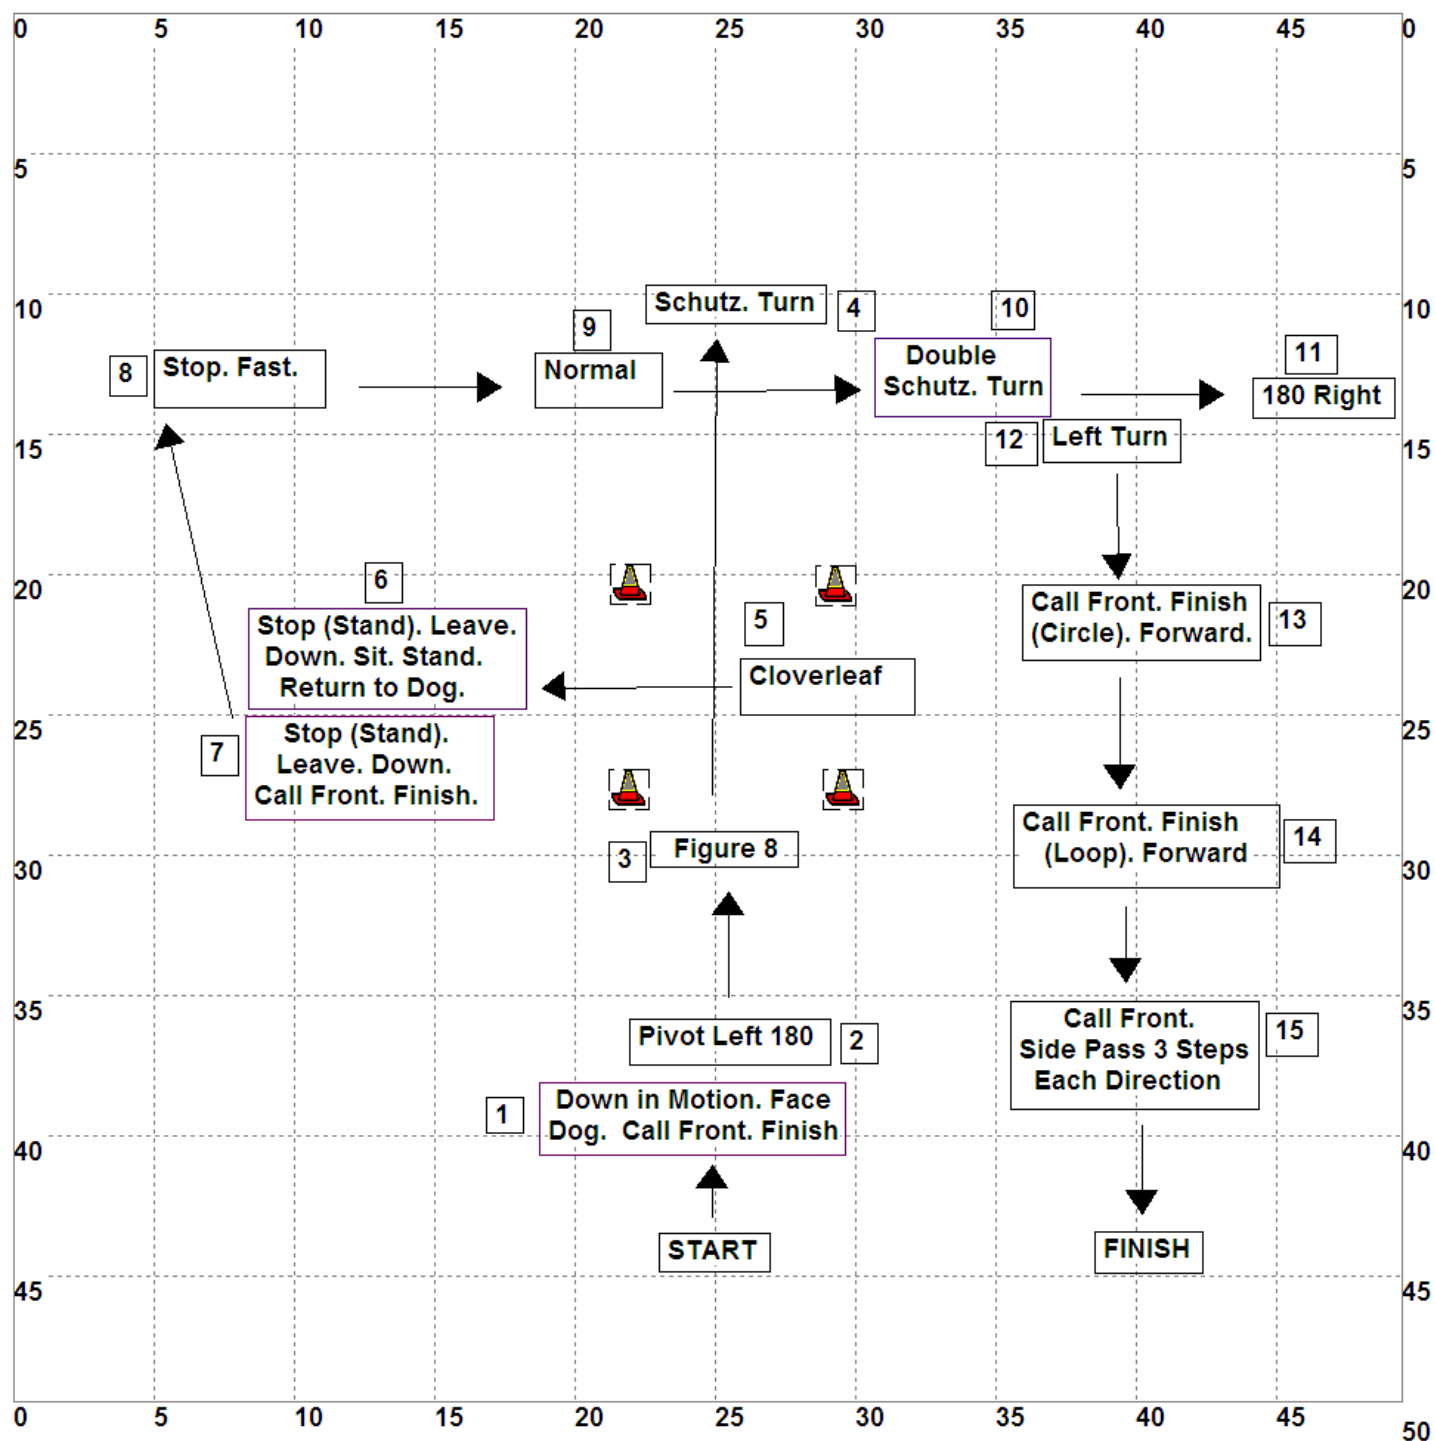 0 5 10 15 20 25 30 35 40 45 0
5 5
10 10
Schutz. Turn 4
10
9
Double
Schutz. Turn
11
8 Stop. Fast.
Normal
180 Right
12 Left Turn
15 15
6
20 20
5
Call Front. Finish
(Circle). Forward.
13
Stop (Stand). Leave.
Down. Sit. Stand.
Return to Dog.
Cloverleaf
25 25
7
Stop (Stand).
Leave. Down.
Call Front. Finish.
Call Front. Finish
(Loop). Forward
14
3 Figure 8
30 30
35 35
Pivot Left 180 2
Call Front.
Side Pass 3 Steps
Each Direction
15
1
Down in Motion. Face
Dog. Call Front. Finish
40 40
START
FINISH
45 45
0 5 10 15 20 25 30 35 40 45 50